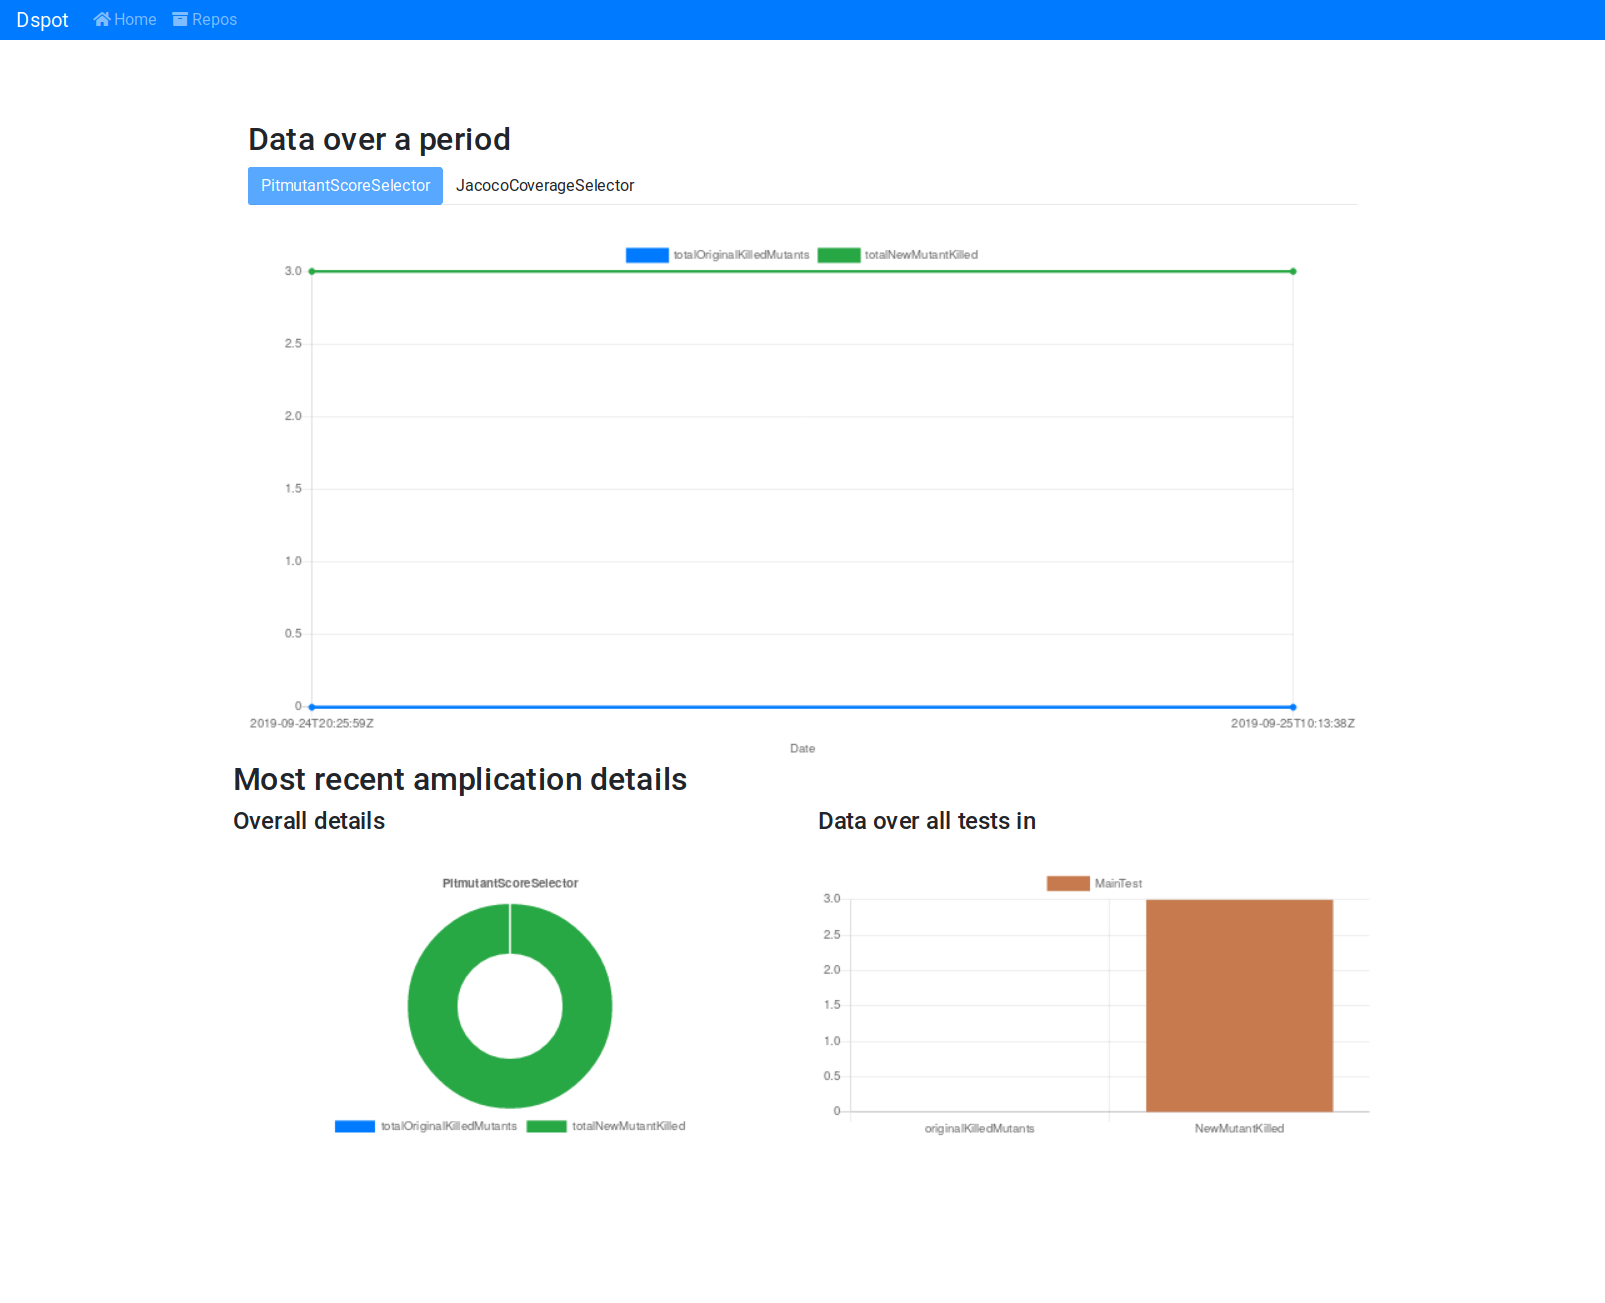 Dspot Home Repos
Data over a period
PitmutantScoreSelector JacocoCoverageSelector
totalOriginalKilledMutants totalNewMutantKilled
3.0
2.5
2.0
1.5
1.0
0.5
0
2019-09-24T20:25:59Z 2019-09-25T10:13:38Z
Date
Most recent amplication details
Overall details
PitmutantScoreSelector
totalOriginalKilledMutants totalNewMutantKilled
Data over all tests in
MainTest
3.0
2.5
2.0
1.5
1.0
0.5
0
originalKilledMutants NewMutantKilled